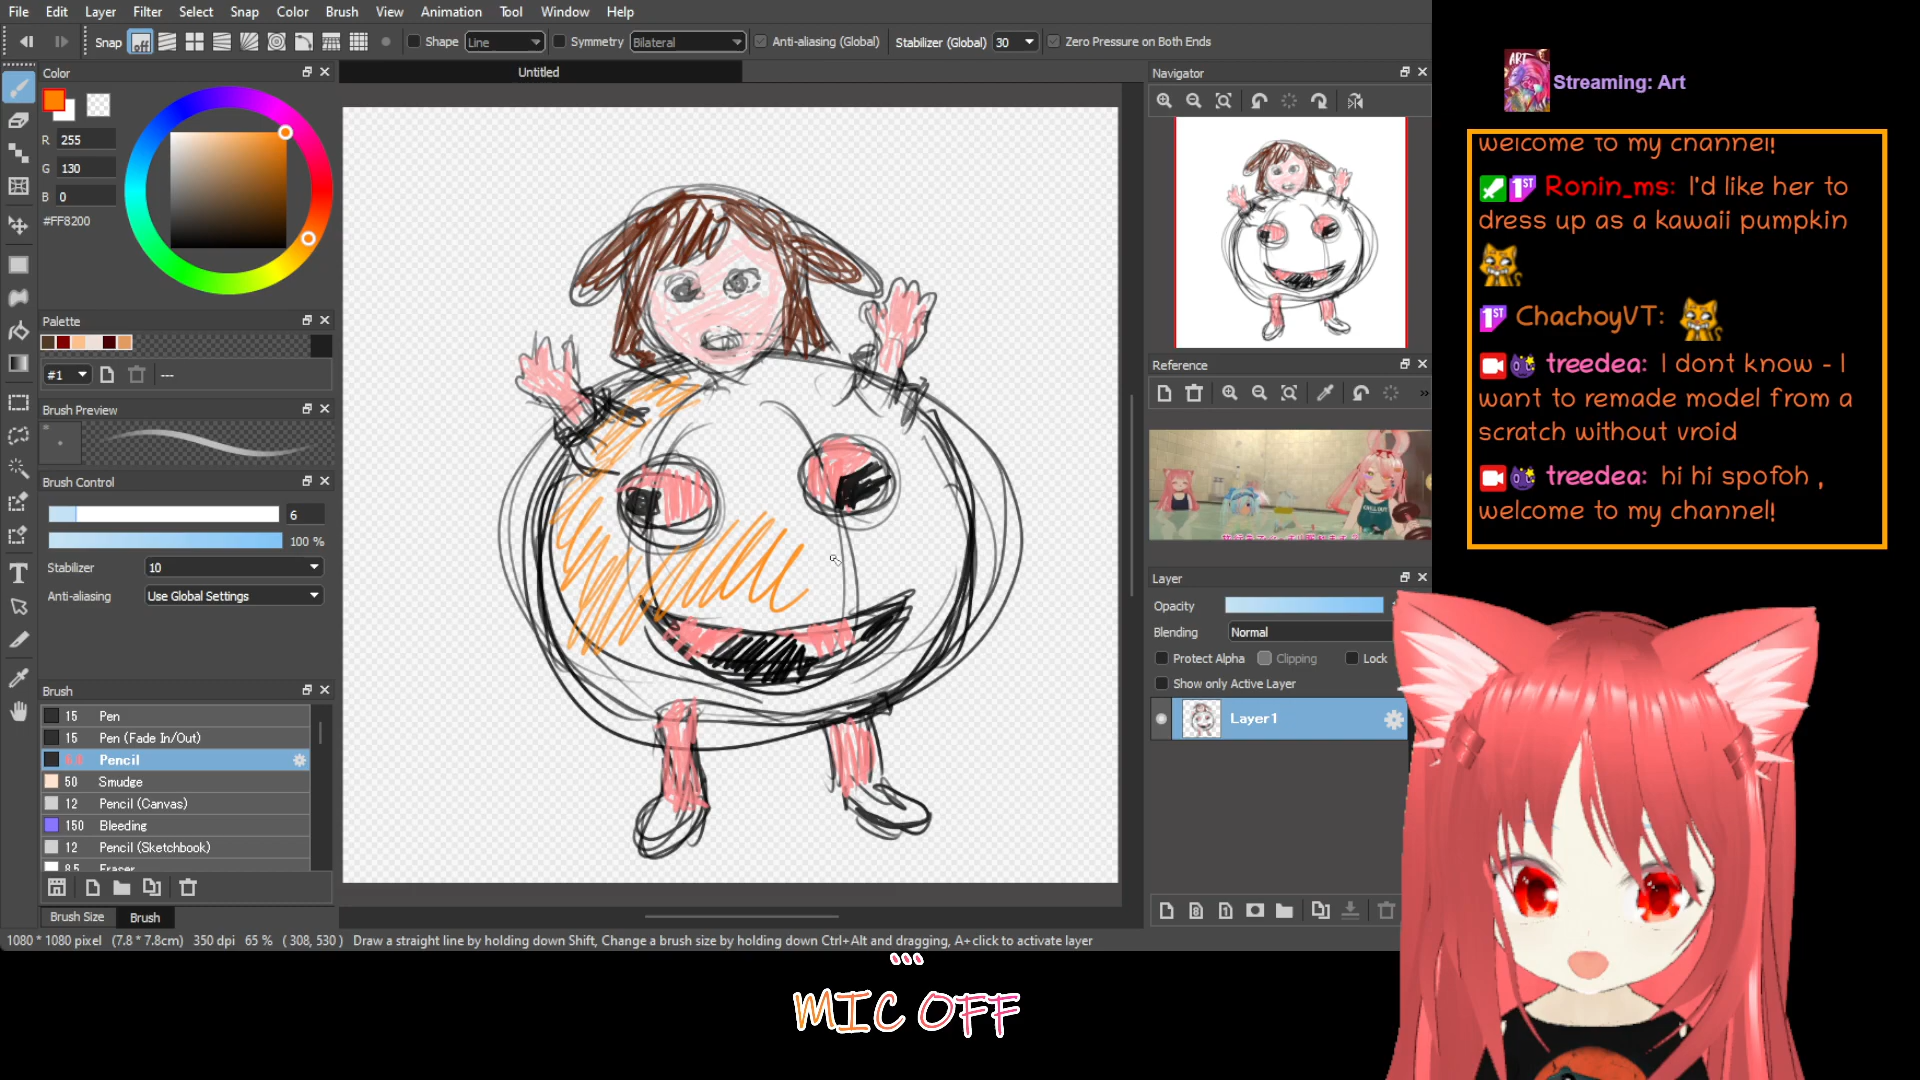 File Edit Layer Filter Select Snap Color Brush View Animation Tool Window Help
Snap off Shape Line Symmetry Bilateral Anti-aliasing (Global) Stabilizer (Global) 30 Zero Pressure on Both Ends
Color
R 255
G 130
B 0
#FF8200
Palette
#1 ---
Brush Preview
Brush Control
6
100 %
Stabilizer 10
Anti-aliasing Use Global Settings
Brush
15 Pen
15 Pen (Fade In/Out)
Pencil
50 Smudge
12 Pencil (Canvas)
150 Bleeding
12 Pencil (Sketchbook)
8.5 Eraser
Brush Size Brush
1080 * 1080 pixel (7.8 * 7.8cm) 350 dpi 65 % ( 308, 530 ) Draw a straight line by holding down Shift, Change a brush size by holding down Ctrl+Alt and dragging, A+click to activate layer
Untitled
Navigator
Reference
CHILLOUT
Layer
Opacity
Blending Normal
Protect Alpha Clipping Lock
Show only Active Layer
Layer1
ART
Streaming: Art
welcome to my channel!
1ST Ronin_ms: I'd like her to
dress up as a kawaii pumpkin
1ST ChachoyVT:
treedea: I dont know - I
want to remade model from a
scratch without vroid
treedea: hi hi spofoh ,
welcome to my channel!
MIC OFF